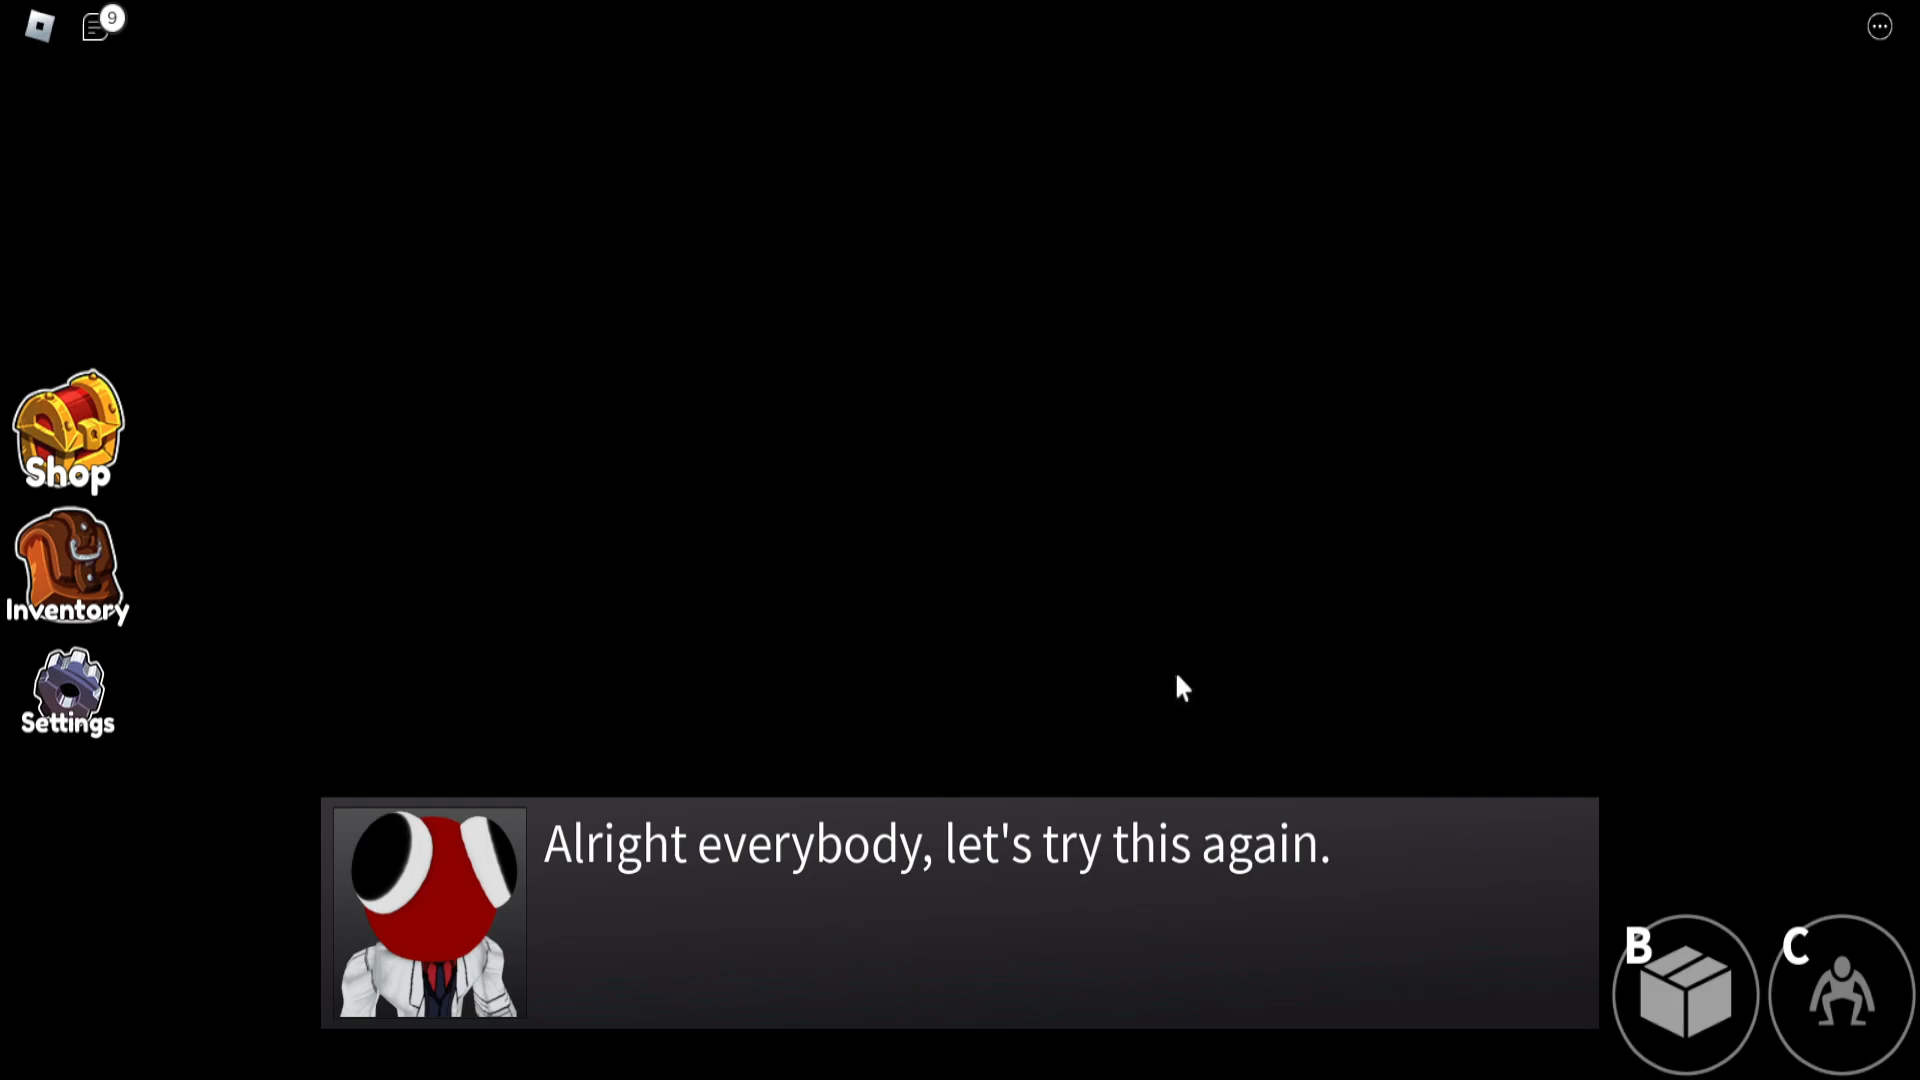 9
Shop
Inventory
Settings
Alright everybody, let's try this again.
B
C